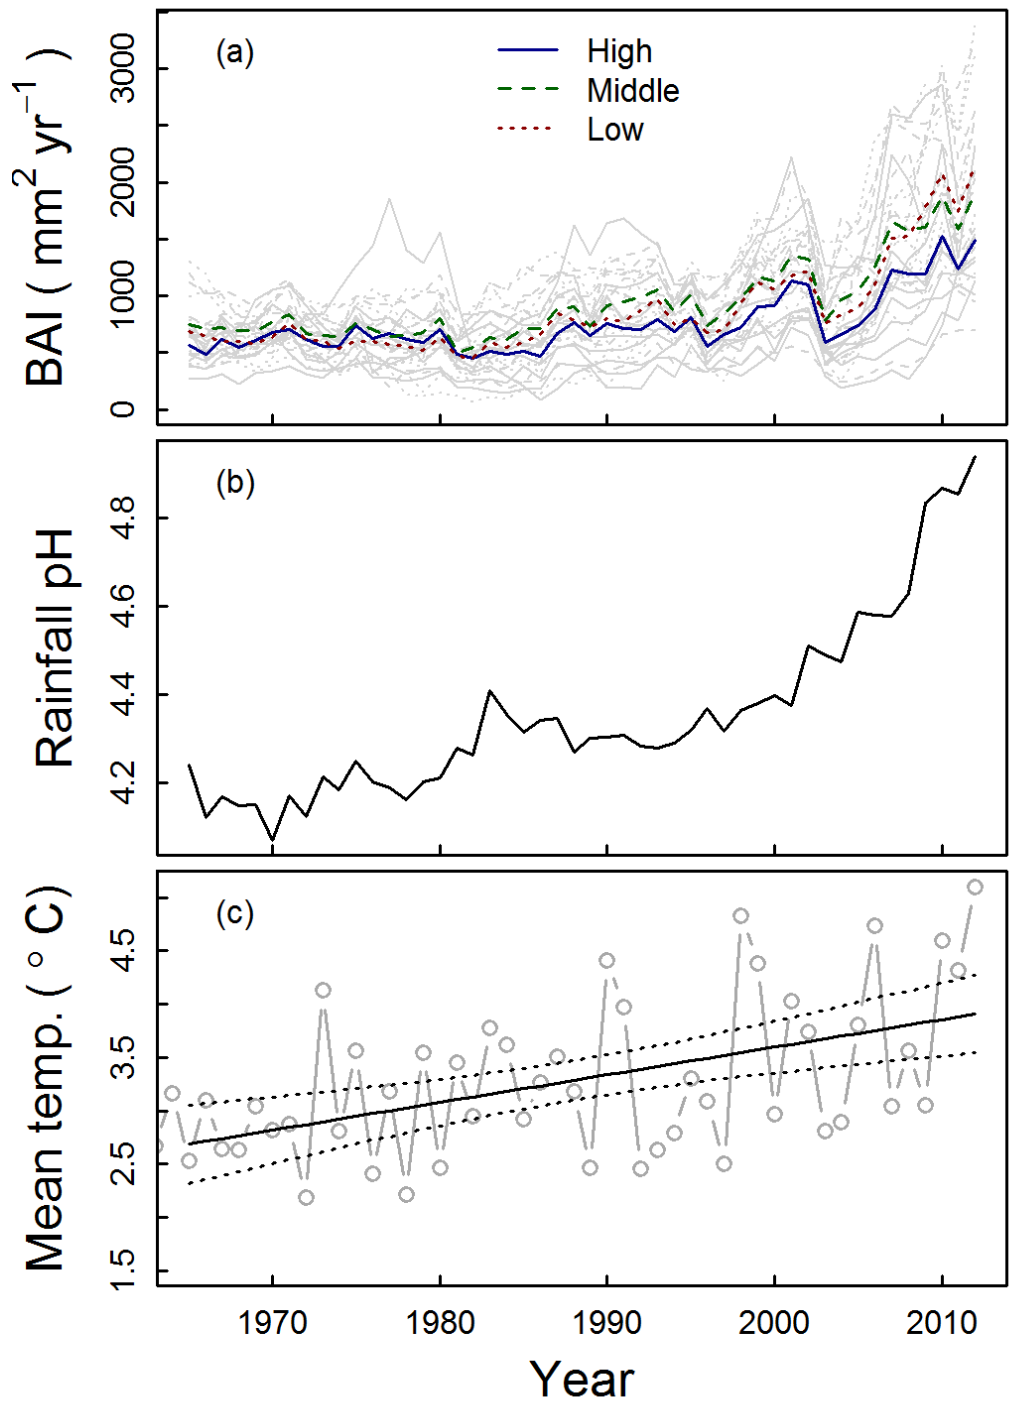 (a)
High
Middle
Low
BAI ( mm² yr⁻¹ )
3000
2000
1000
0
(b)
Rainfall pH
4.8
4.6
4.4
4.2
(c)
Mean temp. ( ° C)
4.5
3.5
2.5
1.5
1970 1980 1990 2000 2010
Year